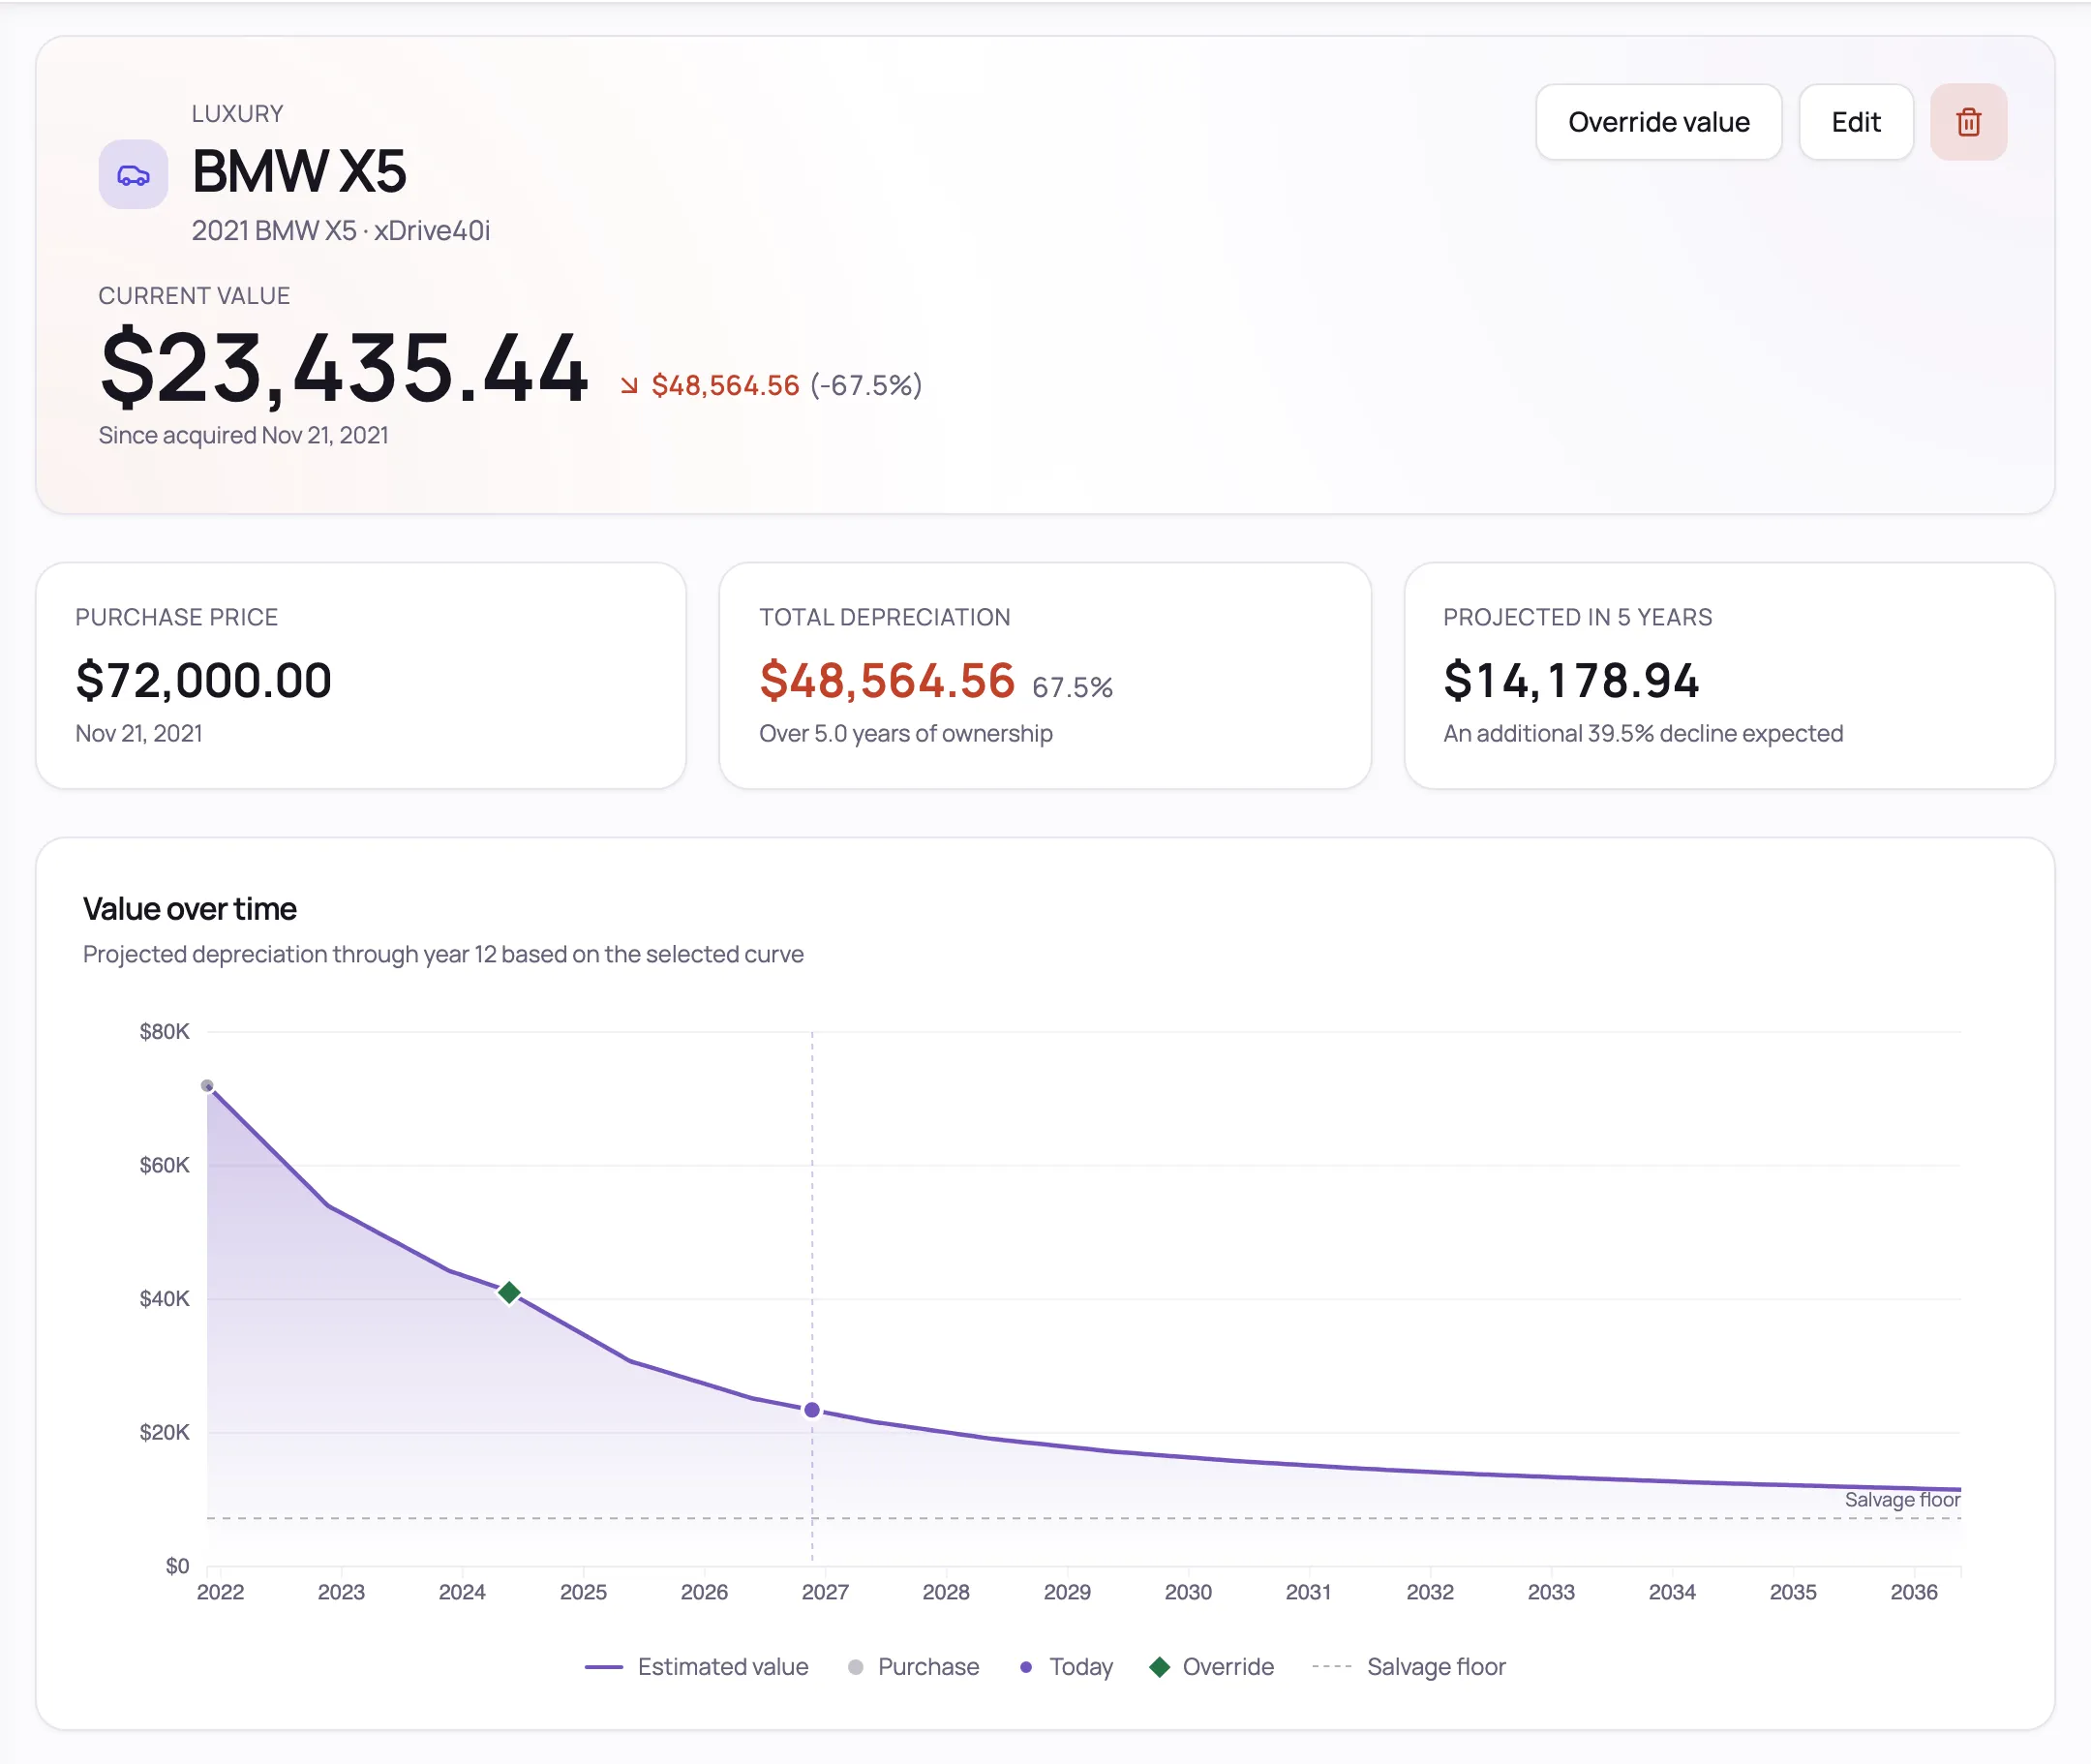 LUXURY
BMW X5
2021 BMW X5 · xDrive40i
Override value
Edit
CURRENT VALUE
$23,435.44 ↘ $48,564.56 (-67.5%)
Since acquired Nov 21, 2021
PURCHASE PRICE
$72,000.00
Nov 21, 2021
TOTAL DEPRECIATION
$48,564.56 67.5%
Over 5.0 years of ownership
PROJECTED IN 5 YEARS
$14,178.94
An additional 39.5% decline expected
Value over time
Projected depreciation through year 12 based on the selected curve
$80K
$60K
$40K
$20K
$0
Salvage floor
2022 2023 2024 2025 2026 2027 2028 2029 2030 2031 2032 2033 2034 2035 2036
Estimated value Purchase Today Override Salvage floor